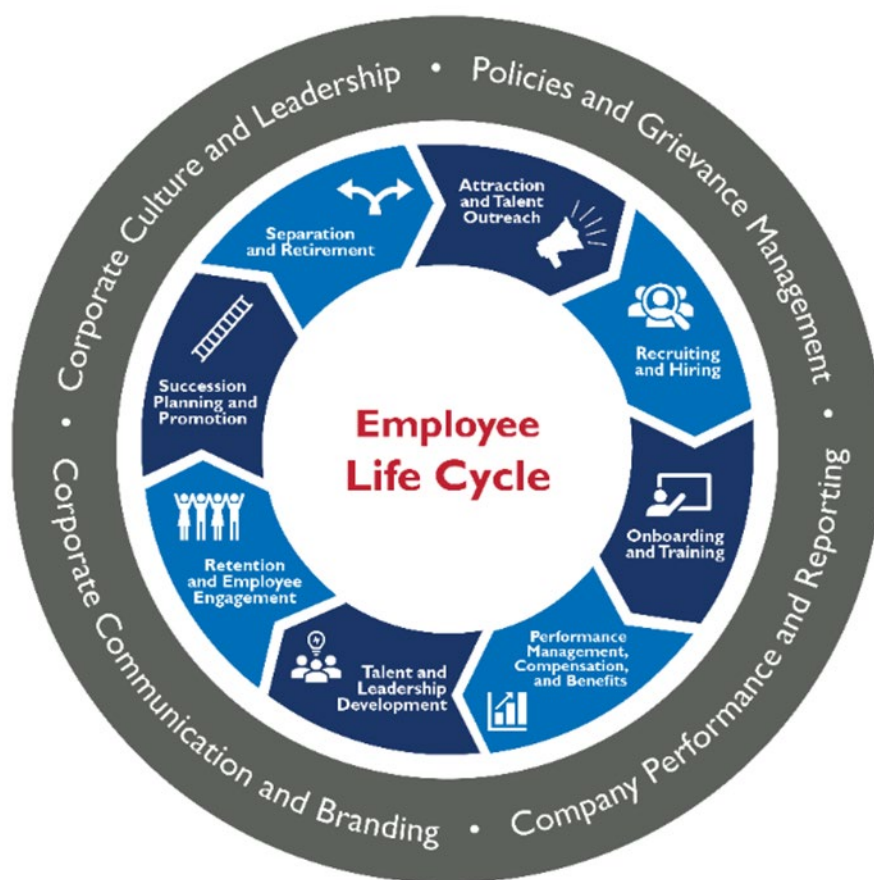 Corporate Culture and Leadership • Policies and Grievance Management • Company Performance and Reporting • Corporate Communication and Branding •
Attraction
and Talent
Outreach
Recruiting
and Hiring
Onboarding
and Training
Performance
Management,
Compensation,
and Benefits
Talent and
Leadership
Development
Retention
and Employee
Engagement
Succession
Planning and
Promotion
Separation
and Retirement
Employee
Life Cycle